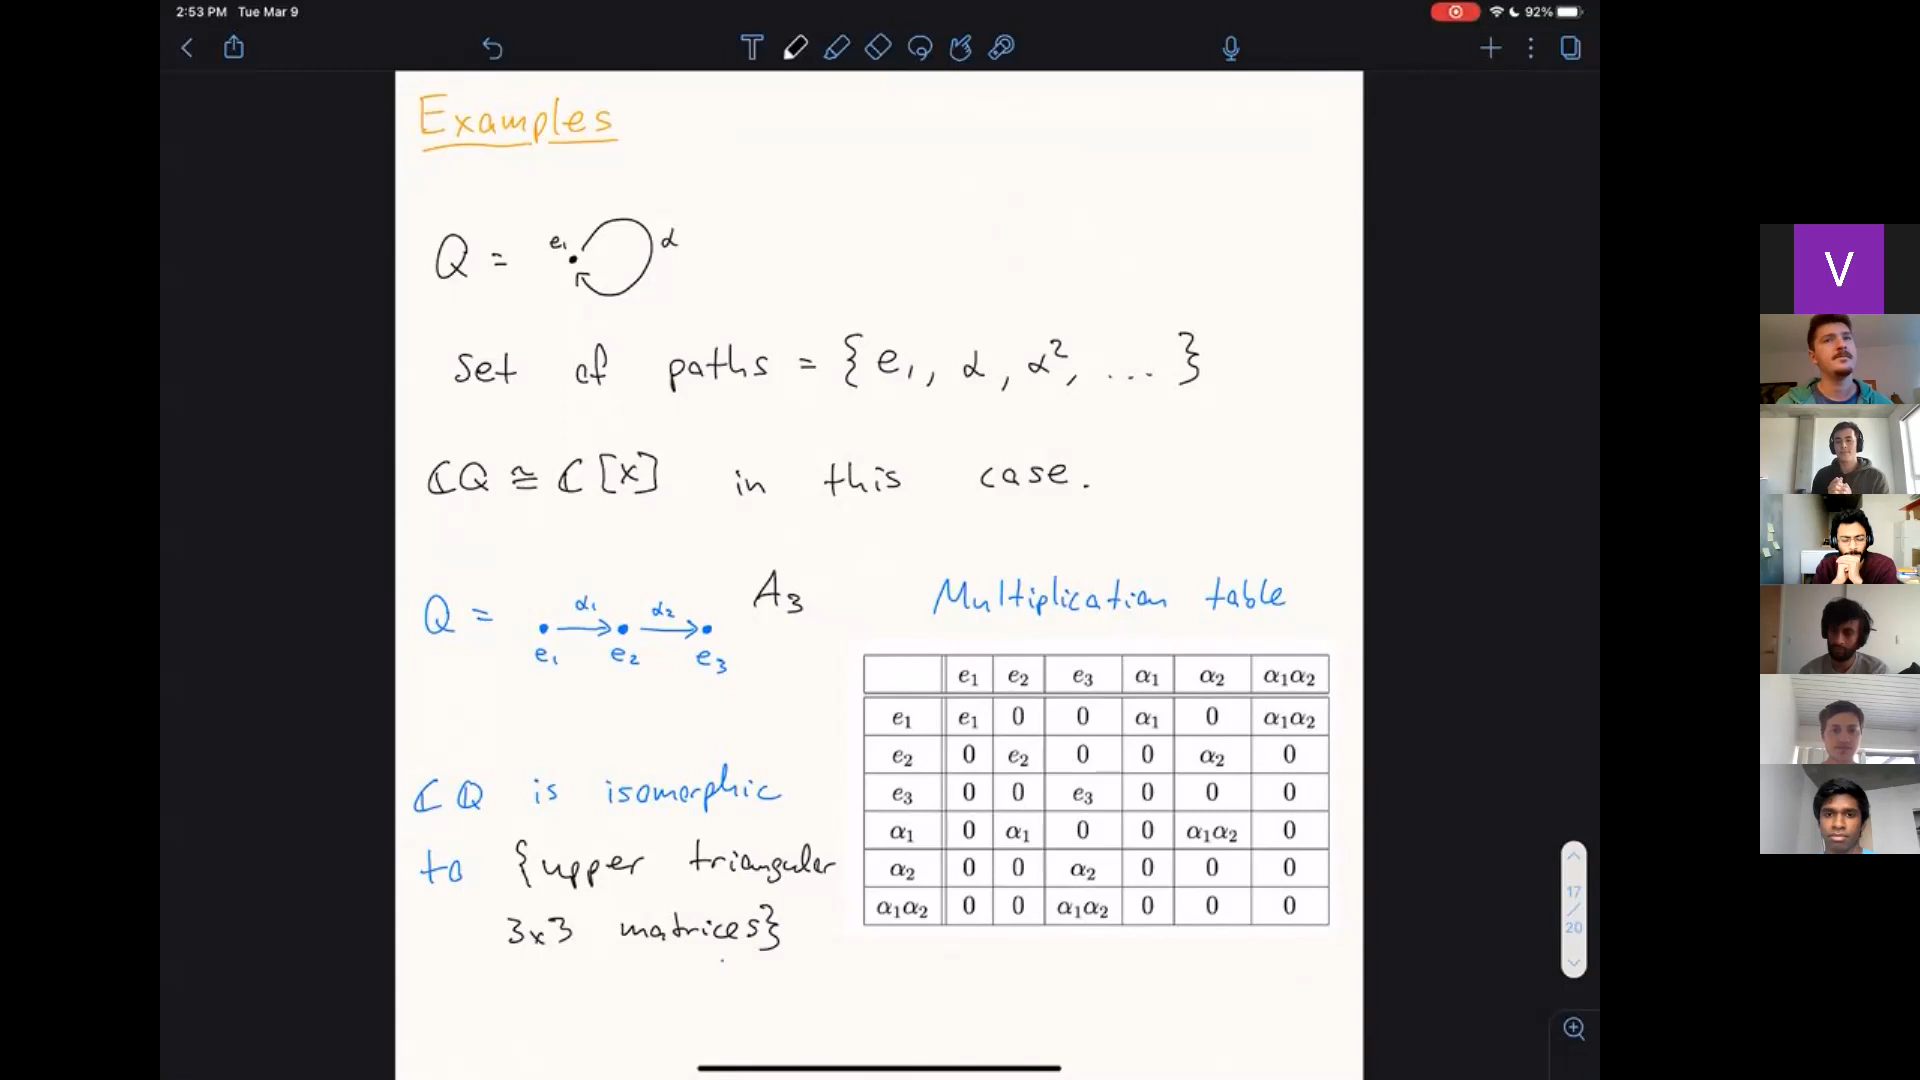 2:53 PM Tue Mar 9
92%
T
Examples
Q = e₁ α
Set of paths = {e₁, α, α², ... }
ℂQ ≅ ℂ[x] in this case.
Q = α₁ α₂ A₃
e₁ e₂ e₃
Multiplication table
e₁ e₂ e₃ α₁ α₂ α₁α₂
e₁ e₁ 0 0 α₁ 0 α₁α₂
e₂ 0 e₂ 0 0 α₂ 0
e₃ 0 0 e₃ 0 0 0
α₁ 0 α₁ 0 0 α₁α₂ 0
α₂ 0 0 α₂ 0 0 0
α₁α₂ 0 0 α₁α₂ 0 0 0
ℂQ is isomorphic
to {upper triangular
3x3 matrices}
17
/
20
V